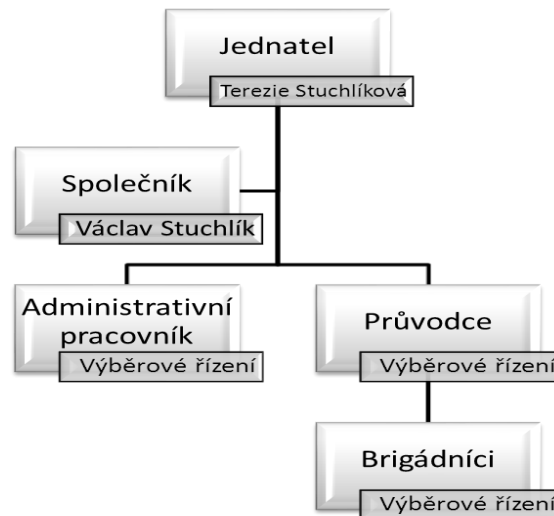 Jednatel
Terezie Stuchlíková
Společník
Václav Stuchlík
Administrativní
pracovník
Výběrové řízení
Průvodce
Výběrové řízení
Brigádníci
Výběrové řízení